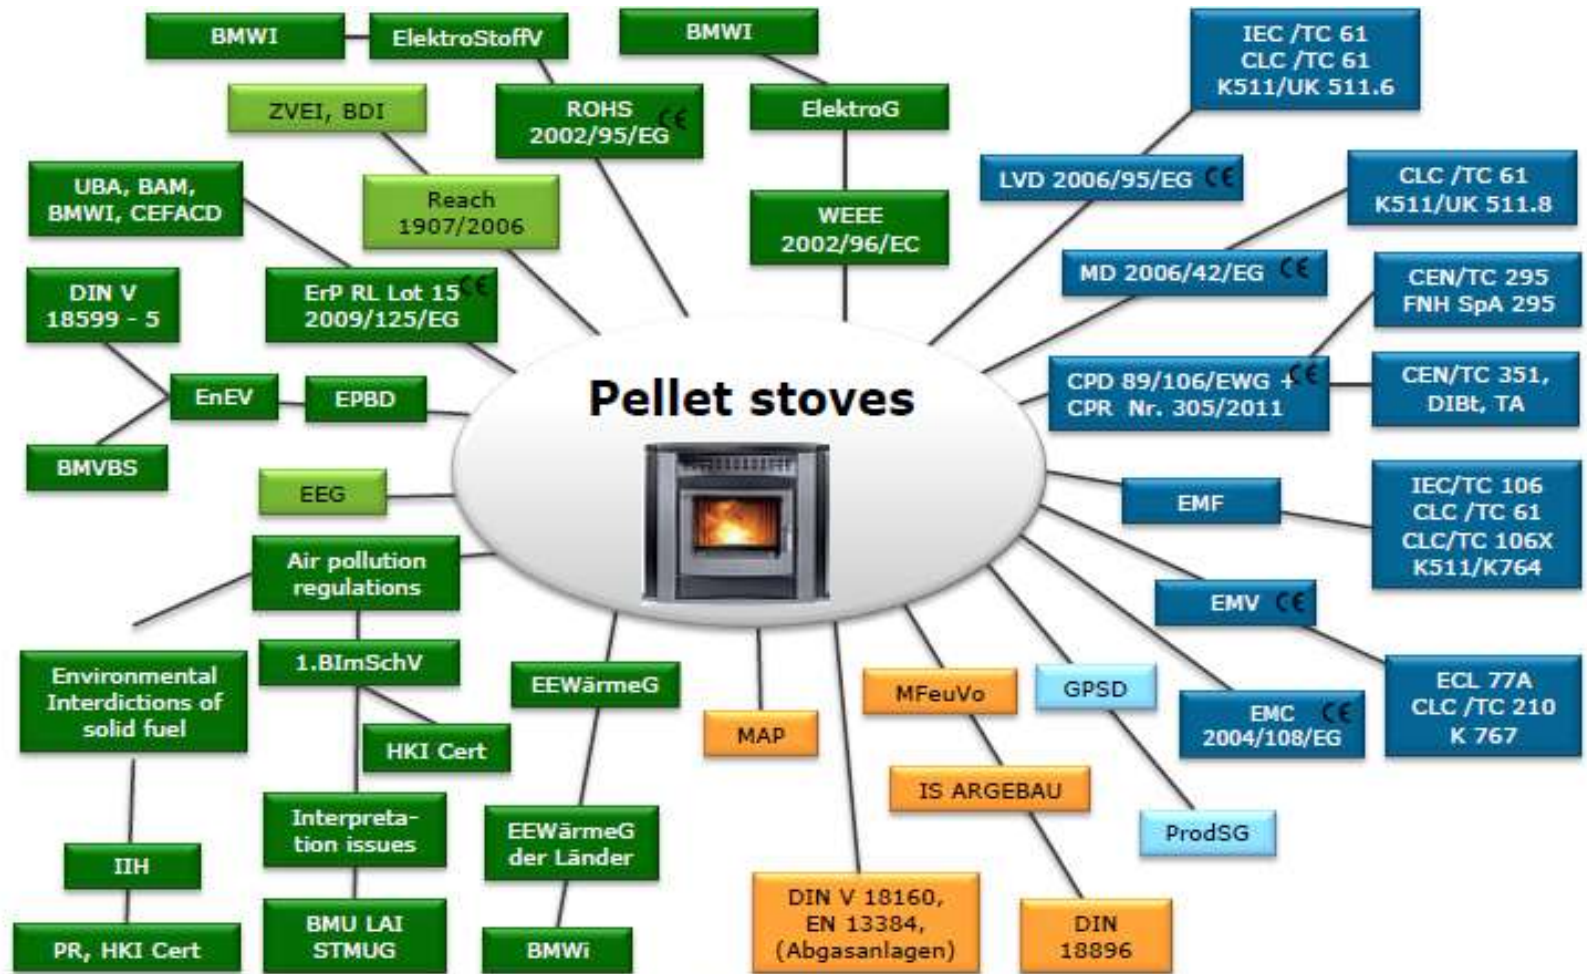 BMWI
ElektroStoffV
BMWI
IEC /TC 61
CLC /TC 61
K511/UK 511.6
ZVEI, BDI
ROHS
2002/95/EG CE
ElektroG
UBA, BAM,
BMWI, CEFACD
Reach
1907/2006
WEEE
2002/96/EC
LVD 2006/95/EG CE
CLC /TC 61
K511/UK 511.8
DIN V
18599 - 5
ErP RL Lot 15 CE
2009/125/EG
MD 2006/42/EG CE
CEN/TC 295
FNH SpA 295
EnEV
EPBD
Pellet stoves
CPD 89/106/EWG + CE
CPR Nr. 305/2011
CEN/TC 351,
DIBt, TA
BMVBS
EEG
EMF
IEC/TC 106
CLC /TC 61
CLC/TC 106X
K511/K764
Air pollution
regulations
EMV CE
Environmental
Interdictions of
solid fuel
1.BImSchV
EEWärmeG
MFeuVo
GPSD
ECL 77A
CLC /TC 210
K 767
HKI Cert
MAP
EMC CE
2004/108/EG
IS ARGEBAU
Interpreta-
tion issues
EEWärmeG
der Länder
ProdSG
IIH
DIN V 18160,
EN 13384,
(Abgasanlagen)
DIN
18896
PR, HKI Cert
BMU LAI
STMUG
BMWi